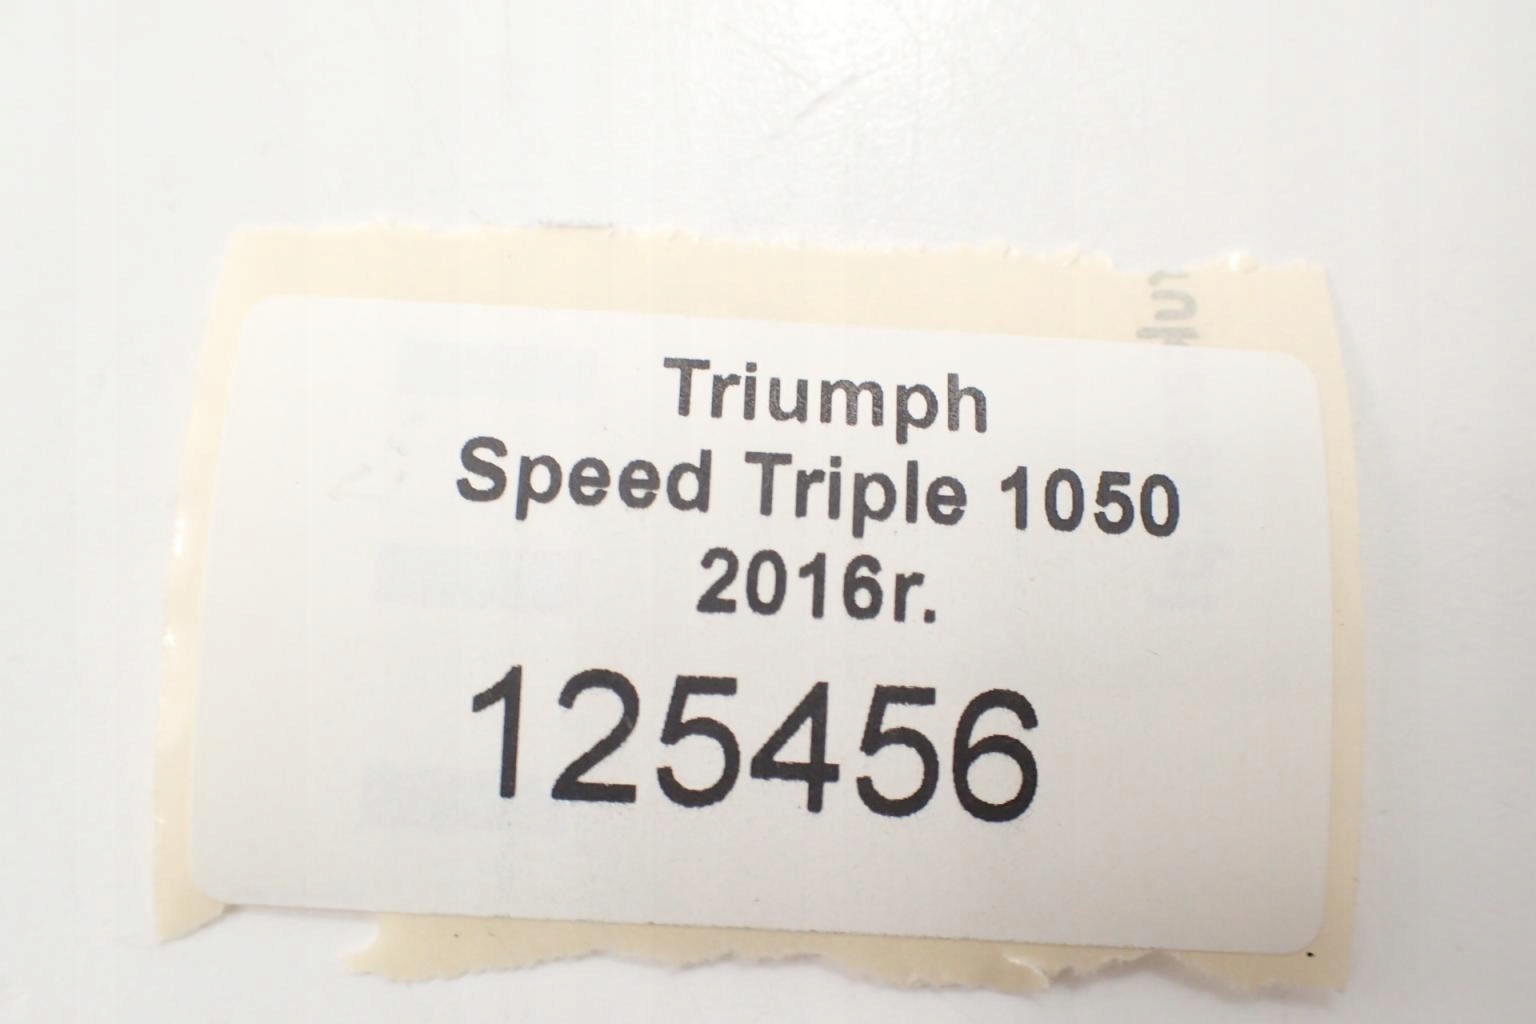 Triumph
Speed Triple 1050
2016r.
125456